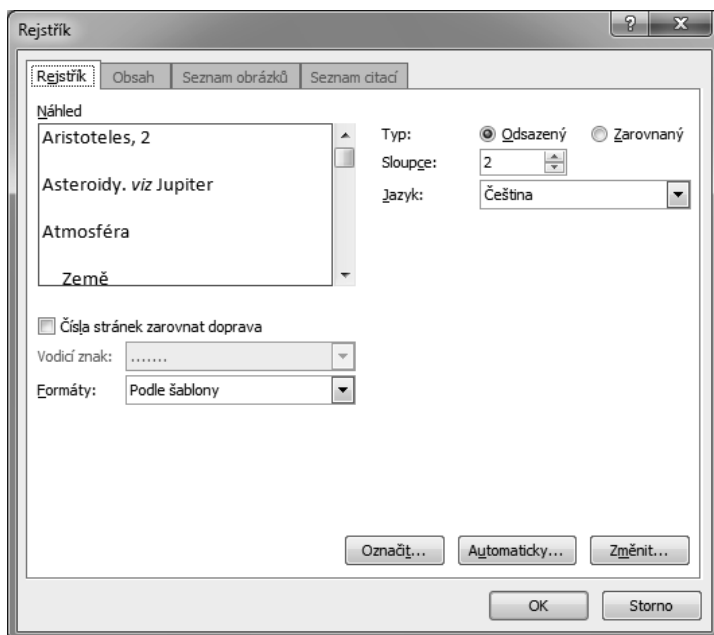 Rejstřík
Rejstřík Obsah Seznam obrázků Seznam citací
Náhled
Aristoteles, 2
Asteroidy. viz Jupiter
Atmosféra
Země
Typ: Odsazený Zarovnaný
Sloupce: 2
Jazyk: Čeština
Čísla stránek zarovnat doprava
Vodicí znak: .......
Formáty: Podle šablony
Označit... Automaticky... Změnit...
OK Storno